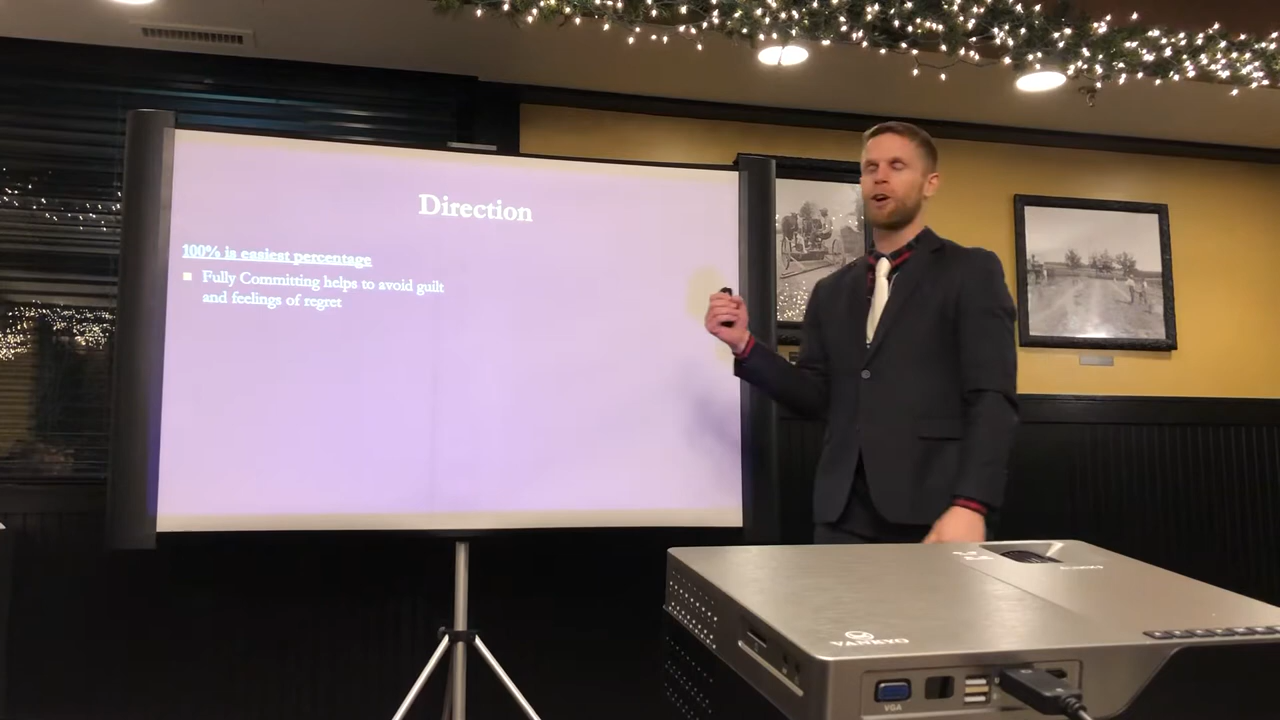 Direction
100% is easiest percentage
Fully Committing helps to avoid guilt
and feelings of regret
VANKYO
VGA